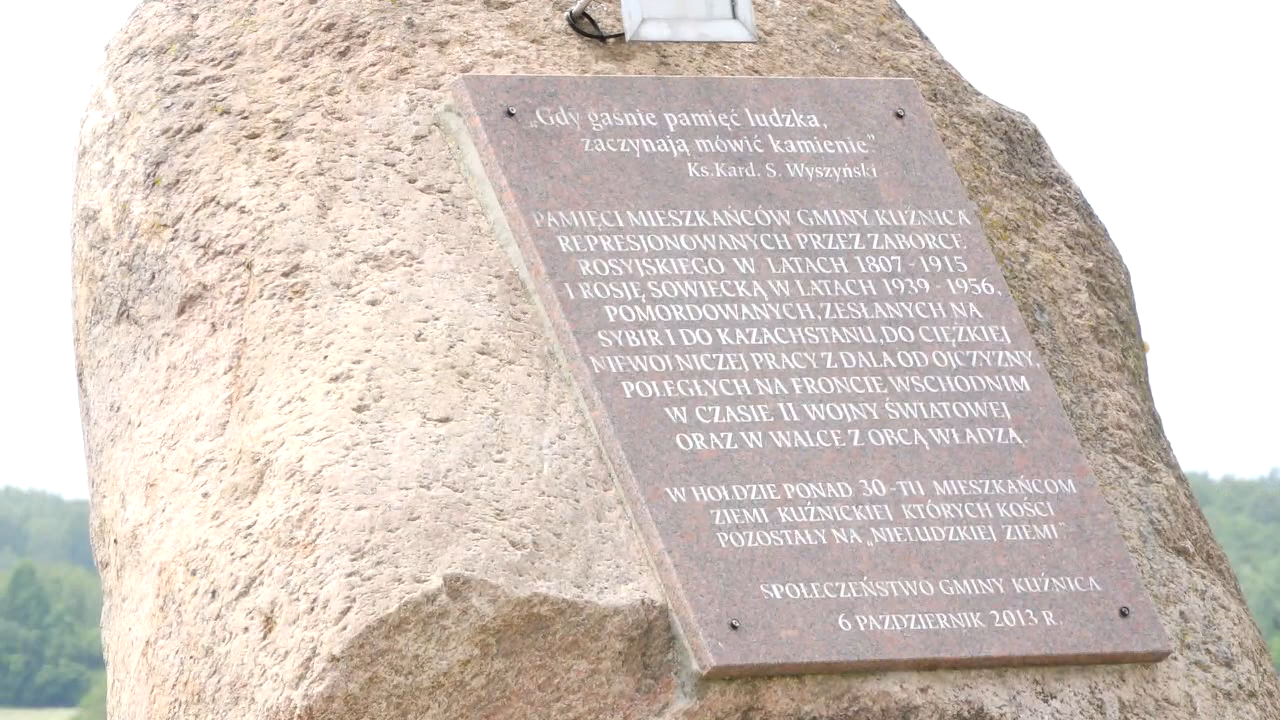 „Gdy gaśnie pamięć ludzka,
zaczynają mówić kamienie”
Ks.Kard. S. Wyszyński
PAMIĘCI MIESZKAŃCÓW GMINY KUŹNICA
REPRESJONOWANYCH PRZEZ ZABORCĘ
ROSYJSKIEGO W LATACH 1807-1915
I ROSJĘ SOWIECKĄ W LATACH 1939-1956,
POMORDOWANYCH, ZESŁANYCH NA
SYBIR I DO KAZACHSTANU, DO CIĘŻKIEJ
NIEWOLNICZEJ PRACY Z DALA OD OJCZYZNY,
POLEGŁYCH NA FRONCIE WSCHODNIM
W CZASIE II WOJNY ŚWIATOWEJ
ORAZ W WALCE Z OBCĄ WŁADZĄ.
W HOŁDZIE PONAD 30-TU MIESZKAŃCOM
ZIEMI KUŹNICKIEJ KTÓRYCH KOŚCI
POZOSTAŁY NA „NIELUDZKIEJ ZIEMI”
SPOŁECZEŃSTWO GMINY KUŹNICA
6 PAŹDZIERNIK 2013 R.